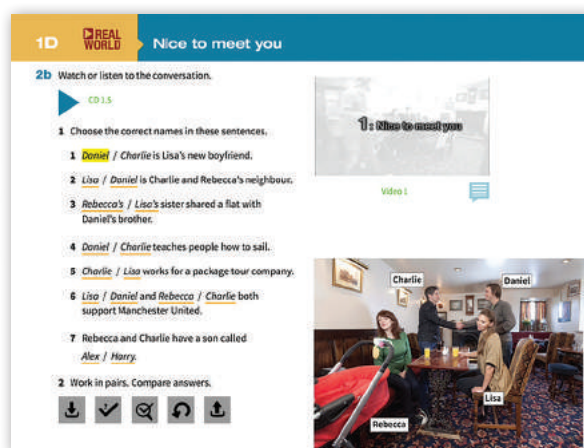 1D
REAL
WORLD
Nice to meet you
2b Watch or listen to the conversation.
CD 1.5
1 Choose the correct names in these sentences.
1 Daniel / Charlie is Lisa's new boyfriend.
2 Lisa / Daniel is Charlie and Rebecca's neighbour.
3 Rebecca's / Lisa's sister shared a flat with
Daniel's brother.
4 Daniel / Charlie teaches people how to sail.
5 Charlie / Lisa works for a package tour company.
6 Lisa / Daniel and Rebecca / Charlie both
support Manchester United.
7 Rebecca and Charlie have a son called
Alex / Harry.
2 Work in pairs. Compare answers.
1: Nice to meet you
Video 1
Charlie
Daniel
Lisa
Rebecca